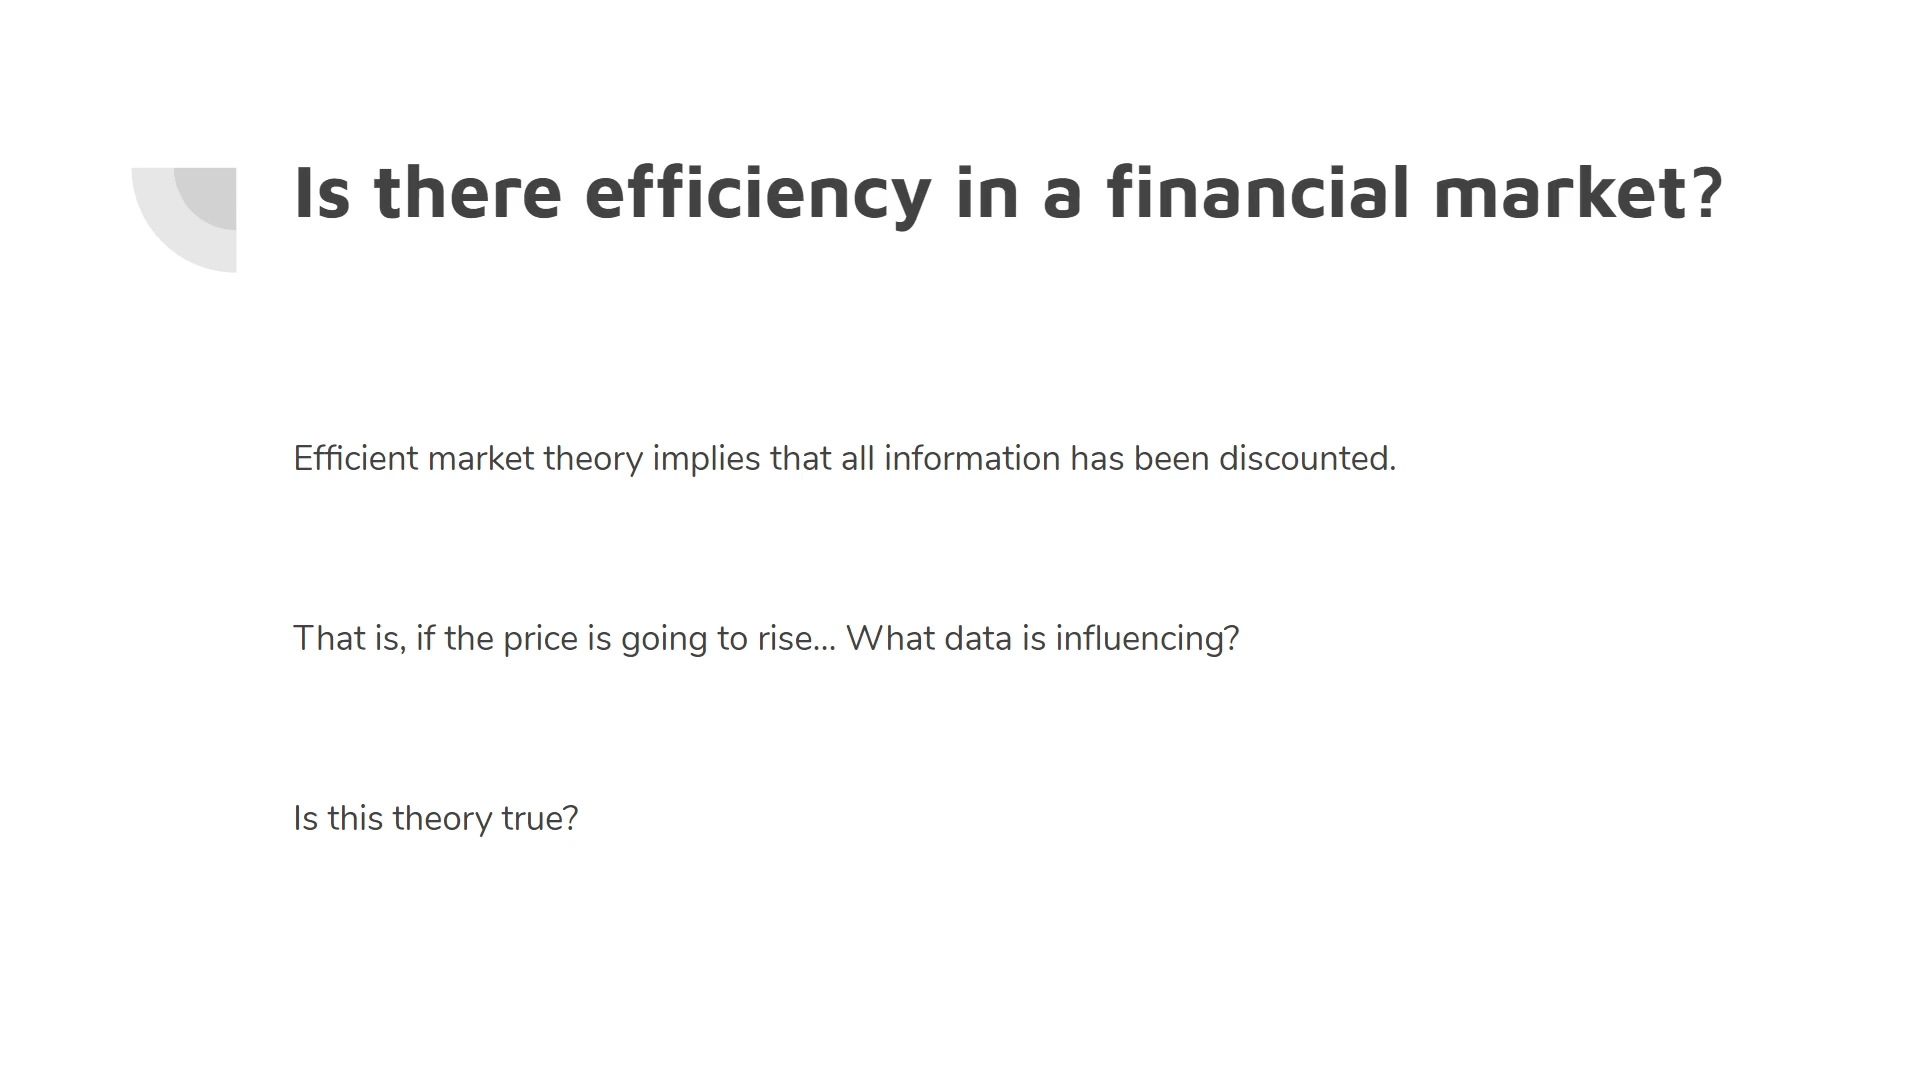 Is there efficiency in a financial market?
Efficient market theory implies that all information has been discounted.
That is, if the price is going to rise... What data is influencing?
Is this theory true?